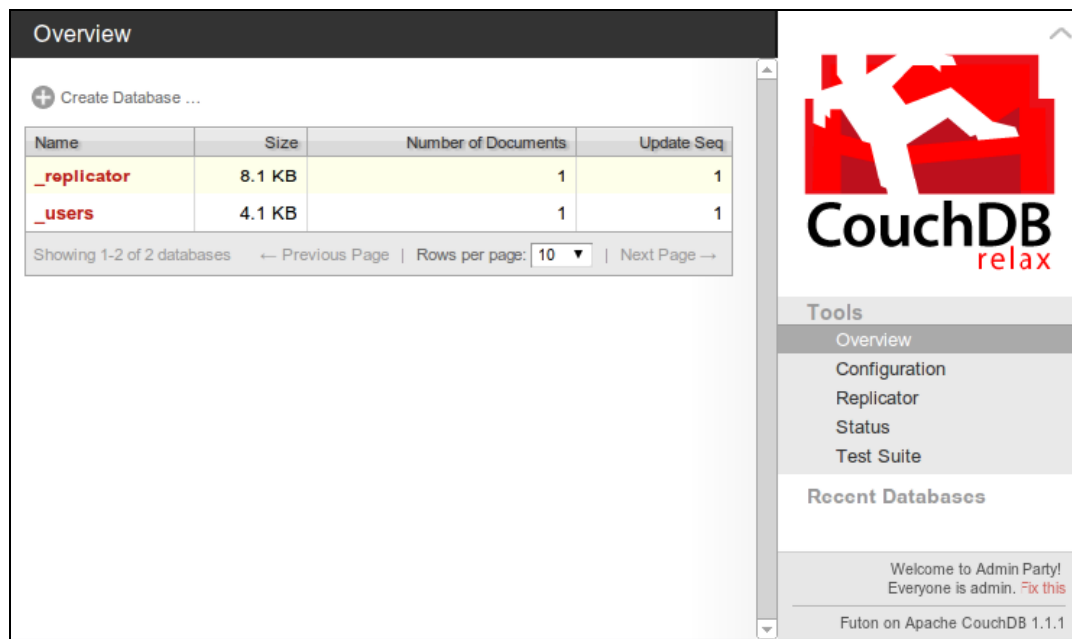 Overview
Create Database ...
Name Size Number of Documents Update Seq
_replicator 8.1 KB 1 1
_users 4.1 KB 1 1
Showing 1-2 of 2 databases ← Previous Page | Rows per page: 10 ▼ | Next Page →
CouchDB
relax
Tools
Overview
Configuration
Replicator
Status
Test Suite
Recent Databases
Welcome to Admin Party!
Everyone is admin. Fix this
Futon on Apache CouchDB 1.1.1